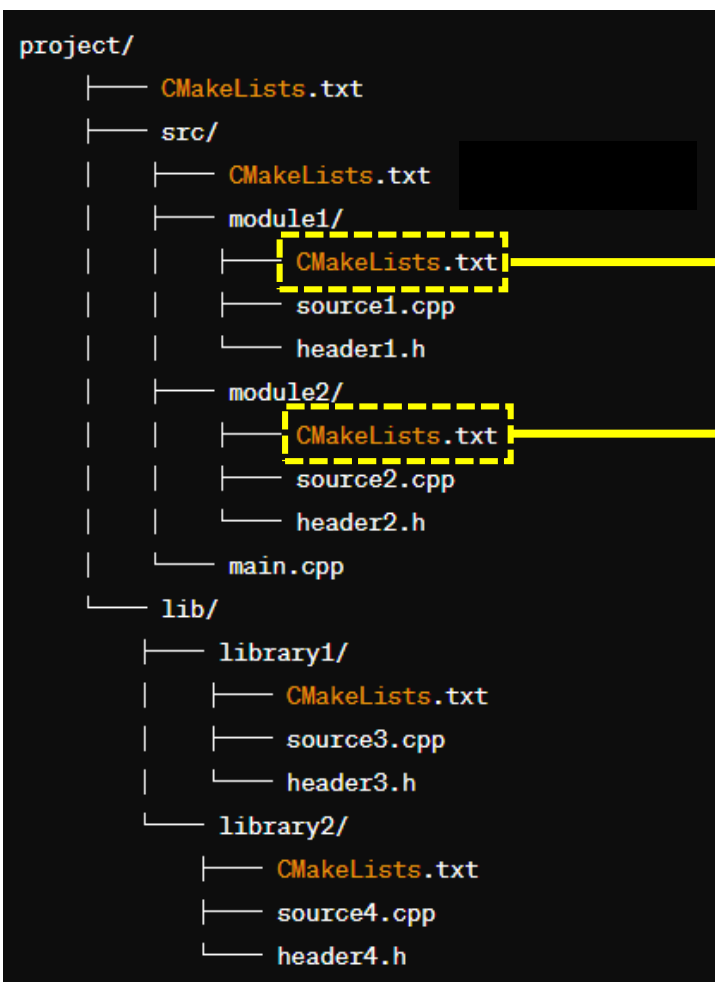 project/
CMakeLists.txt
src/
CMakeLists.txt
module1/
CMakeLists.txt
source1.cpp
header1.h
module2/
CMakeLists.txt
source2.cpp
header2.h
main.cpp
lib/
library1/
CMakeLists.txt
source3.cpp
header3.h
library2/
CMakeLists.txt
source4.cpp
header4.h